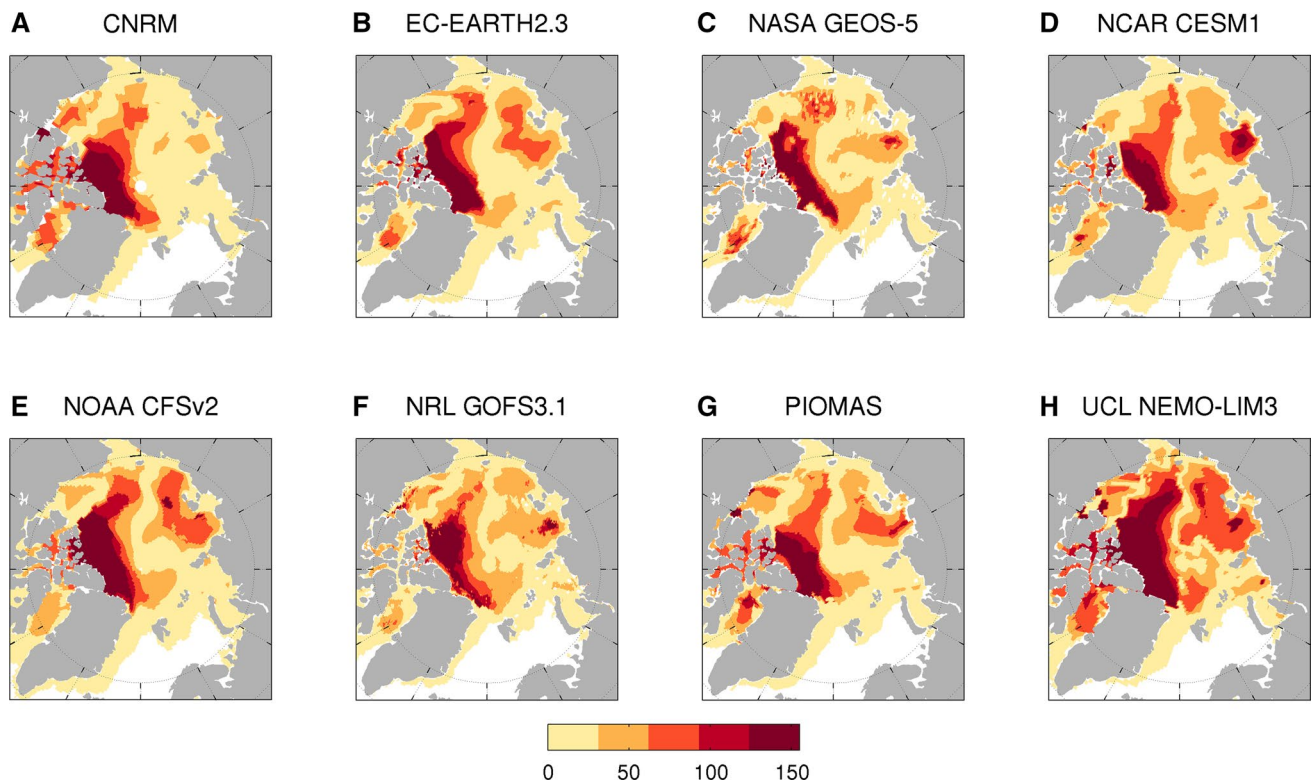 A CNRM
B EC-EARTH2.3
C NASA GEOS-5
D NCAR CESM1
E NOAA CFSv2
F NRL GOFS3.1
G PIOMAS
H UCL NEMO-LIM3
0 50 100 150